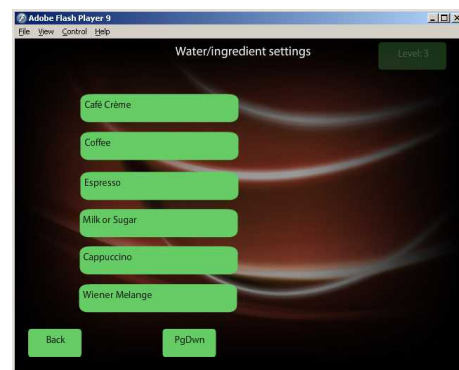 Adobe Flash Player 9
File View Control Help
Water/ingredient settings
Level: 3
Café Crème
Coffee
Espresso
Milk or Sugar
Cappuccino
Wiener Melange
Back
PgDwn